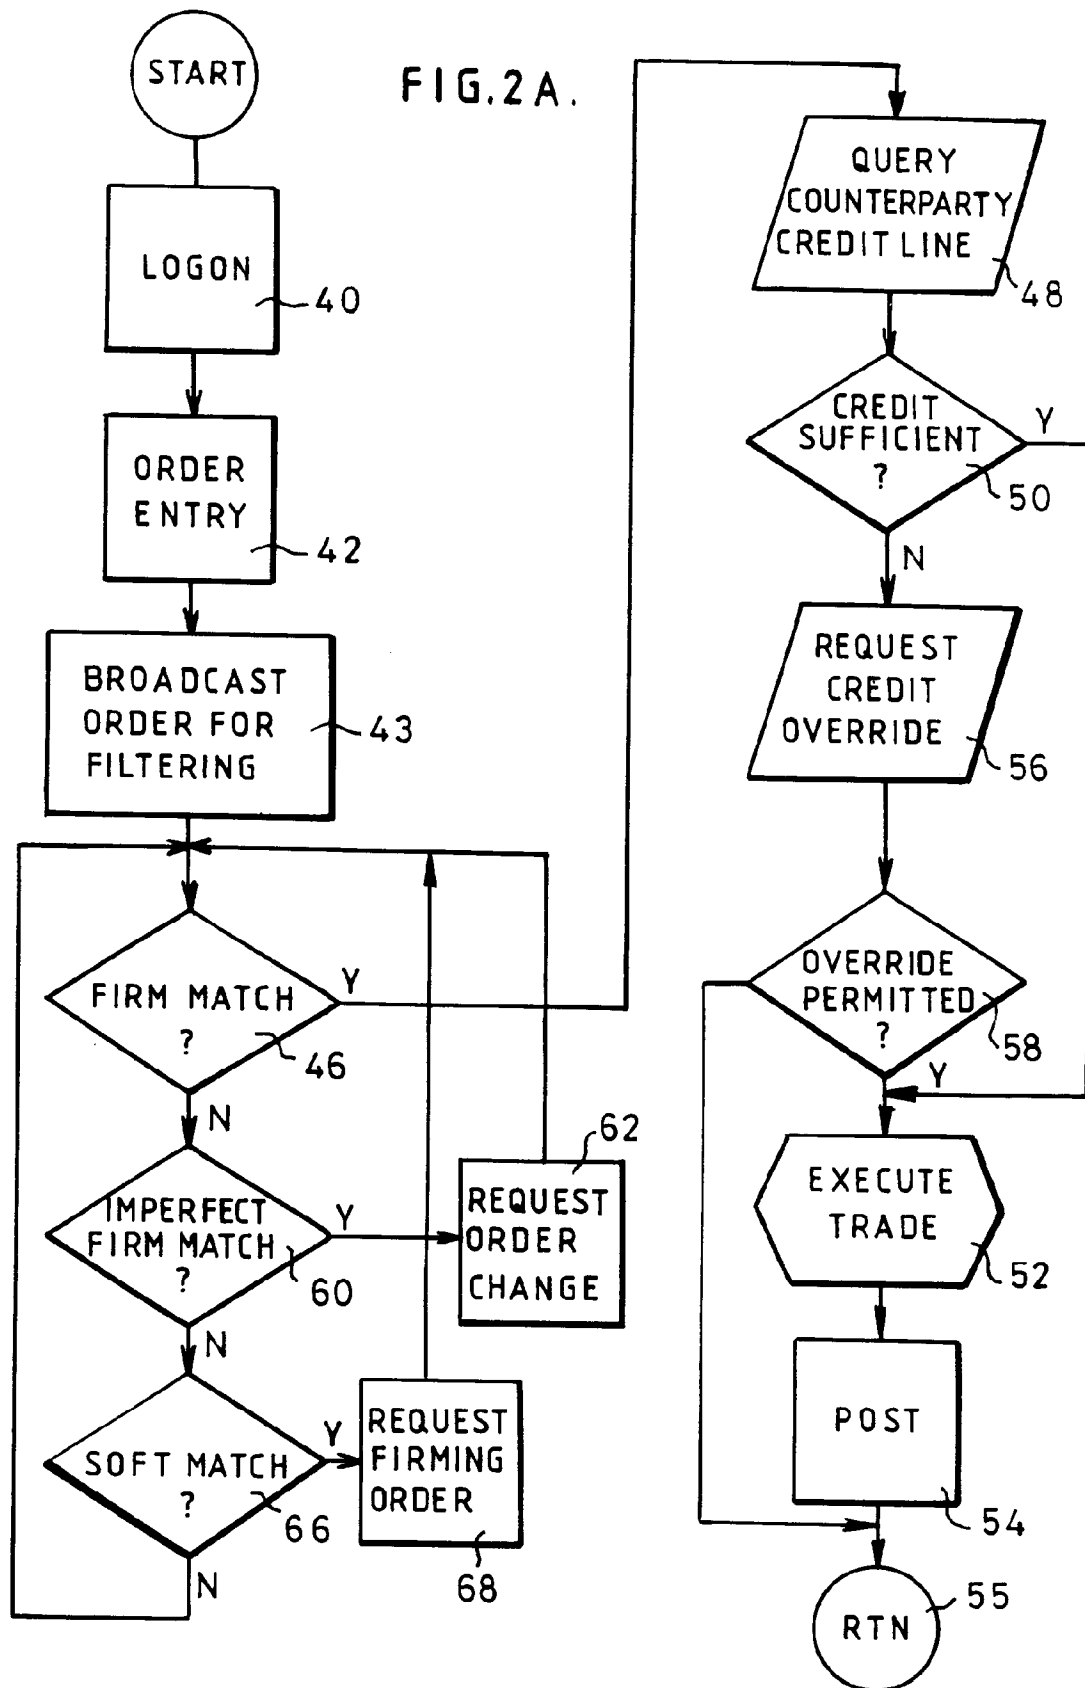 START
FIG.2A.
LOGON
40
ORDER
ENTRY
42
BROADCAST
ORDER FOR
FILTERING
43
FIRM MATCH
?
46
Y
N
IMPERFECT
FIRM MATCH
?
60
Y
N
62
REQUEST
ORDER
CHANGE
SOFT MATCH
?
66
Y
N
REQUEST
FIRMING
ORDER
68
QUERY
COUNTERPARTY
CREDIT LINE
48
CREDIT
SUFFICIENT
?
50
Y
N
REQUEST
CREDIT
OVERRIDE
56
OVERRIDE
PERMITTED
?
58
Y
EXECUTE
TRADE
52
POST
54
RTN
55